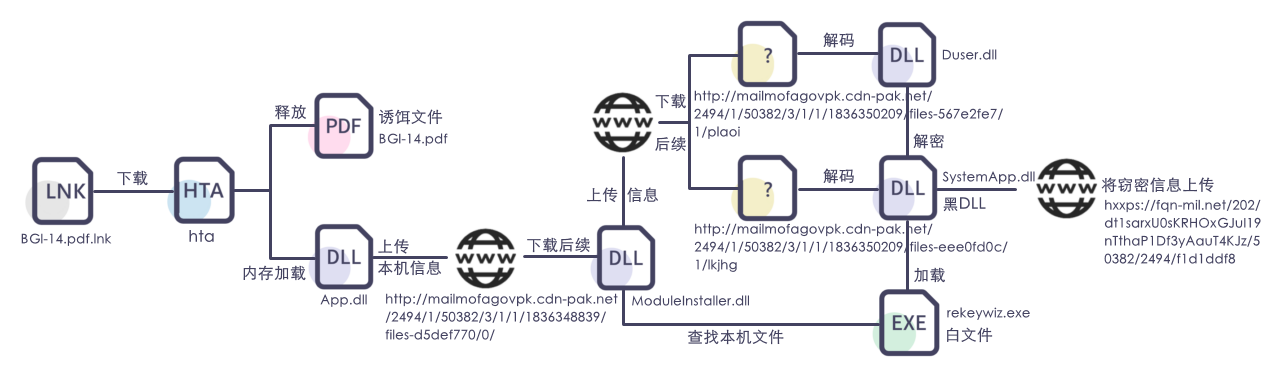 LNK
BGI-14.pdf.lnk
下载
HTA
hta
释放
PDF
诱饵文件
BGI-14.pdf
内存加载
DLL
App.dll
上传
本机信息
www
http://mailmofagovpk.cdn-pak.net
/2494/1/50382/3/1/1/1836348839/
files-d5def770/0/
下载后续
DLL
ModuleInstaller.dll
上传 信息
www
下载
后续
?
http://mailmofagovpk.cdn-pak.net/
2494/1/50382/3/1/1/1836350209/files-567e2fe7/
1/plaoi
解码
DLL
Duser.dll
解密
?
http://mailmofagovpk.cdn-pak.net/
2494/1/50382/3/1/1/1836350209/files-eee0fd0c/
1/lkjhg
解码
DLL
SystemApp.dll
黑DLL
加载
查找本机文件
EXE
rekeywiz.exe
白文件
www
将窃密信息上传
hxxps://fqn-mil.net/202/
dt1sarxU0sKRHOxGJuI19
nTthaP1Df3yAauT4KJz/5
0382/2494/f1d1ddf8